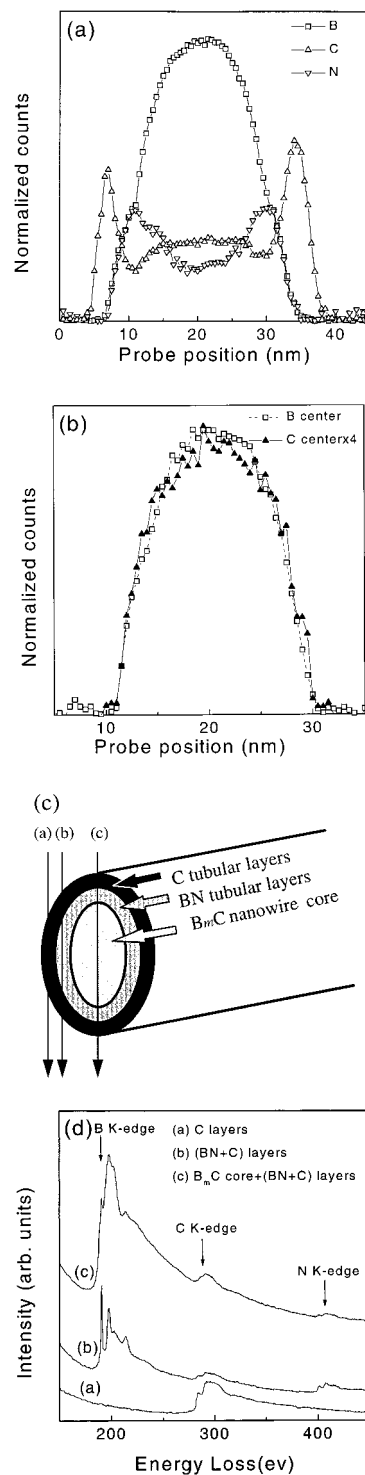 (a)
B
C
N
Normalized counts
0 10 20 30 40
Probe position (nm)
(b)
B center
C centerx4
Normalized counts
10 20 30
Probe position (nm)
(c)
(a) (b) (c)
C tubular layers
BN tubular layers
BmC nanowire core
(d)
B K-edge
(a) C layers
(b) (BN+C) layers
(c) BmC core+(BN+C) layers
C K-edge
N K-edge
(c)
(b)
(a)
Intensity (arb. units)
200 300 400
Energy Loss(ev)